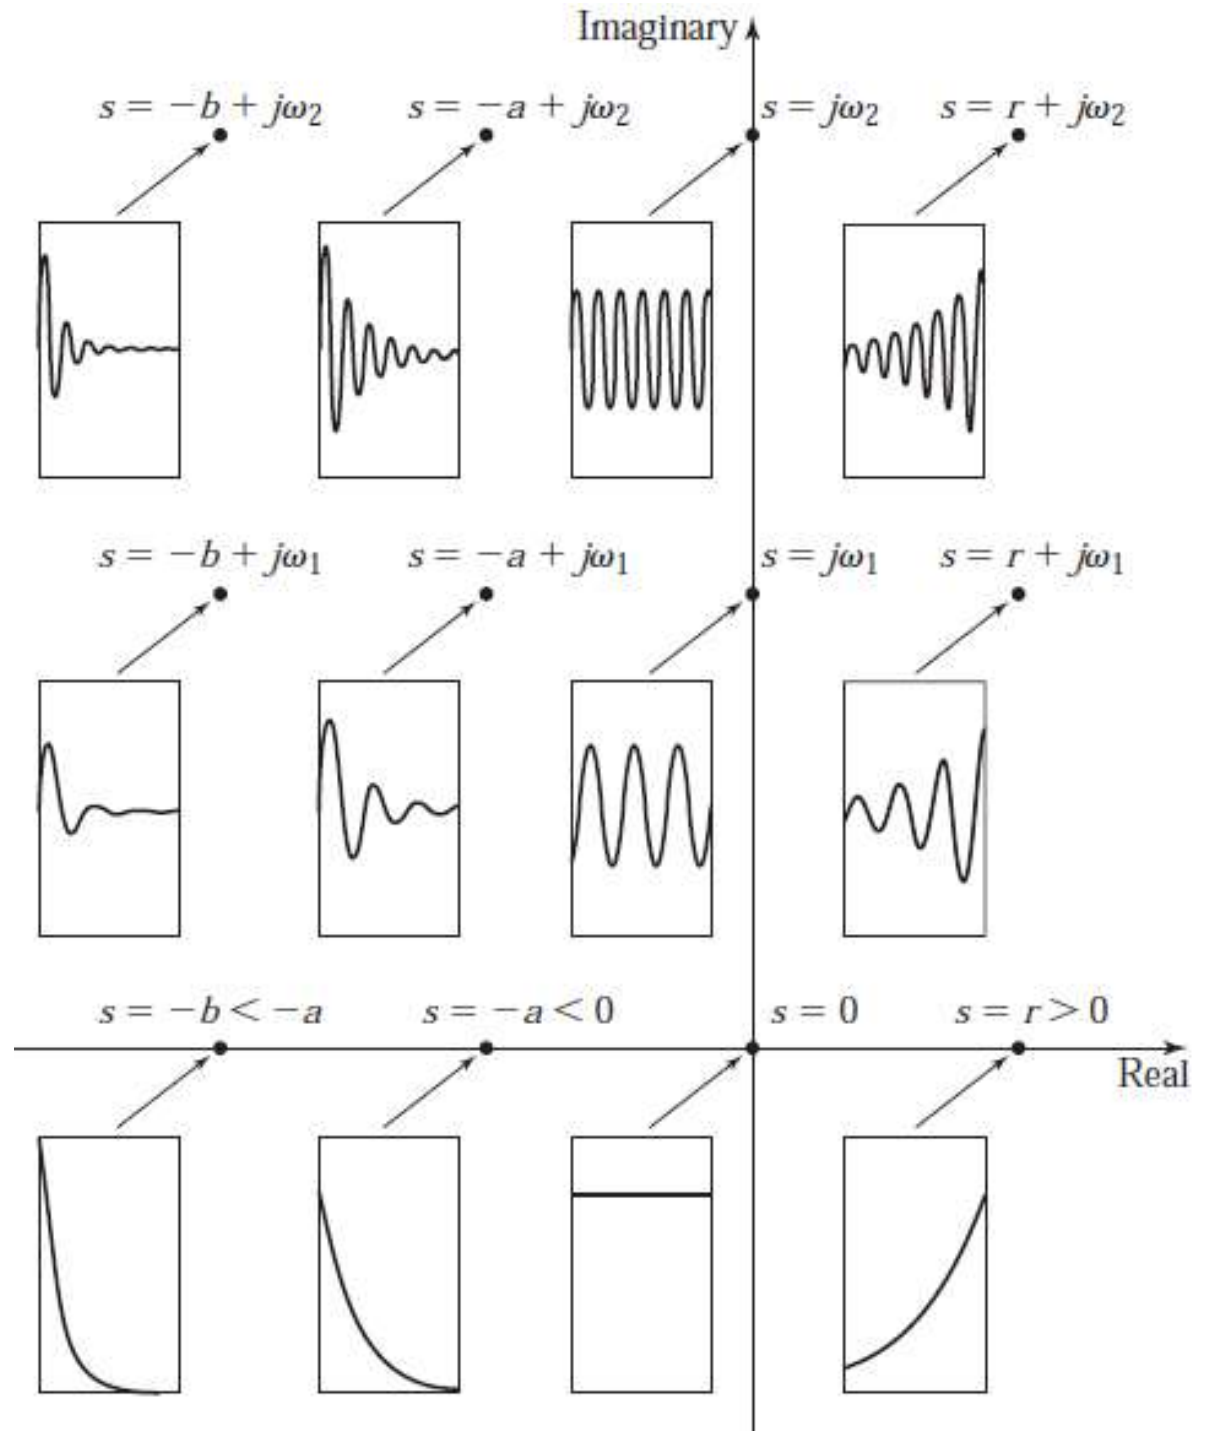 Imaginary
s = −b + jω₂ s = −a + jω₂ s = jω₂ s = r + jω₂
s = −b + jω₁ s = −a + jω₁ s = jω₁ s = r + jω₁
s = −b < −a s = −a < 0 s = 0 s = r > 0
Real